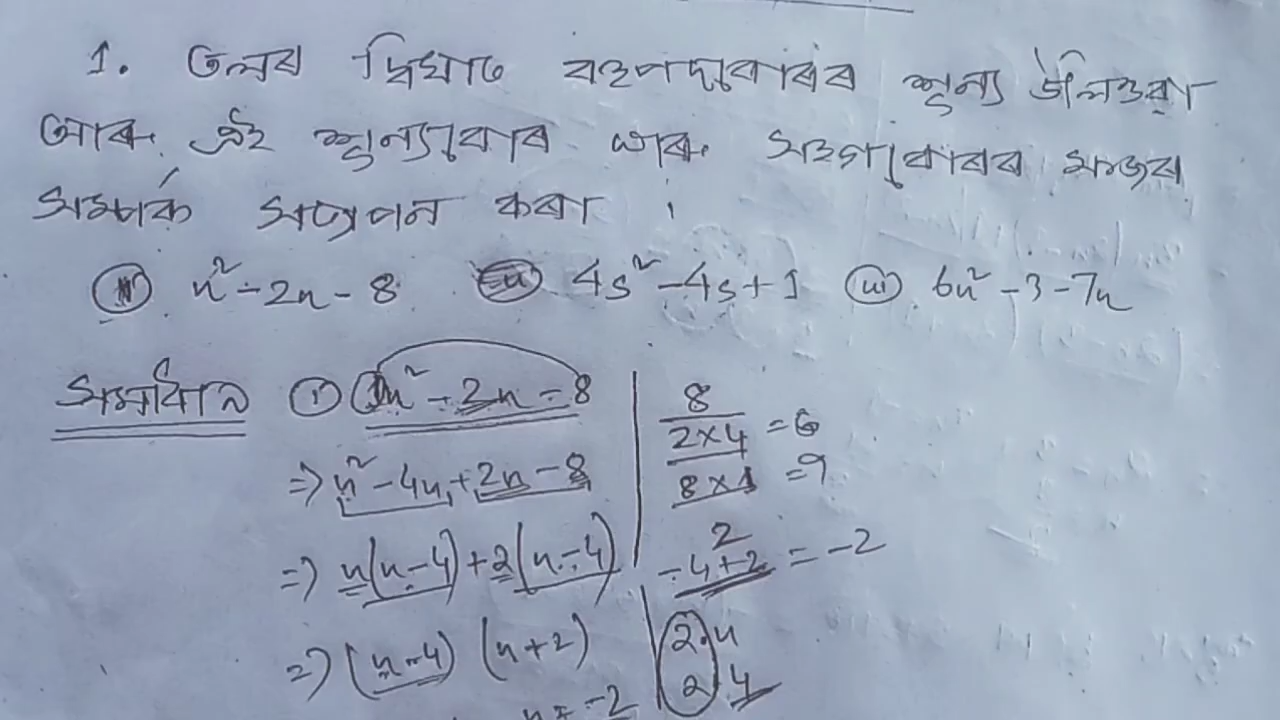 1. তলৰ দ্বিঘাত বহুপদবোৰৰ শূন্য উলিওৱা
আৰু এই শূন্যবোৰ আৰু সহগবোৰৰ মাজৰ
সম্পৰ্ক সত্যাপন কৰা ।
(i) x² - 2x - 8 (ii) 4s² - 4s + 1 (iii) 6x² - 3 - 7x
সমাধান (i) 1x² - 2x - 8
⇒ x² - 4x + 2x - 8
⇒ x(x - 4) + 2(x - 4)
⇒ (x - 4) (x + 2)
x = -2
8
2×4 = 6
8×1 = 9
2
-4+2 = -2
2·x
2·4